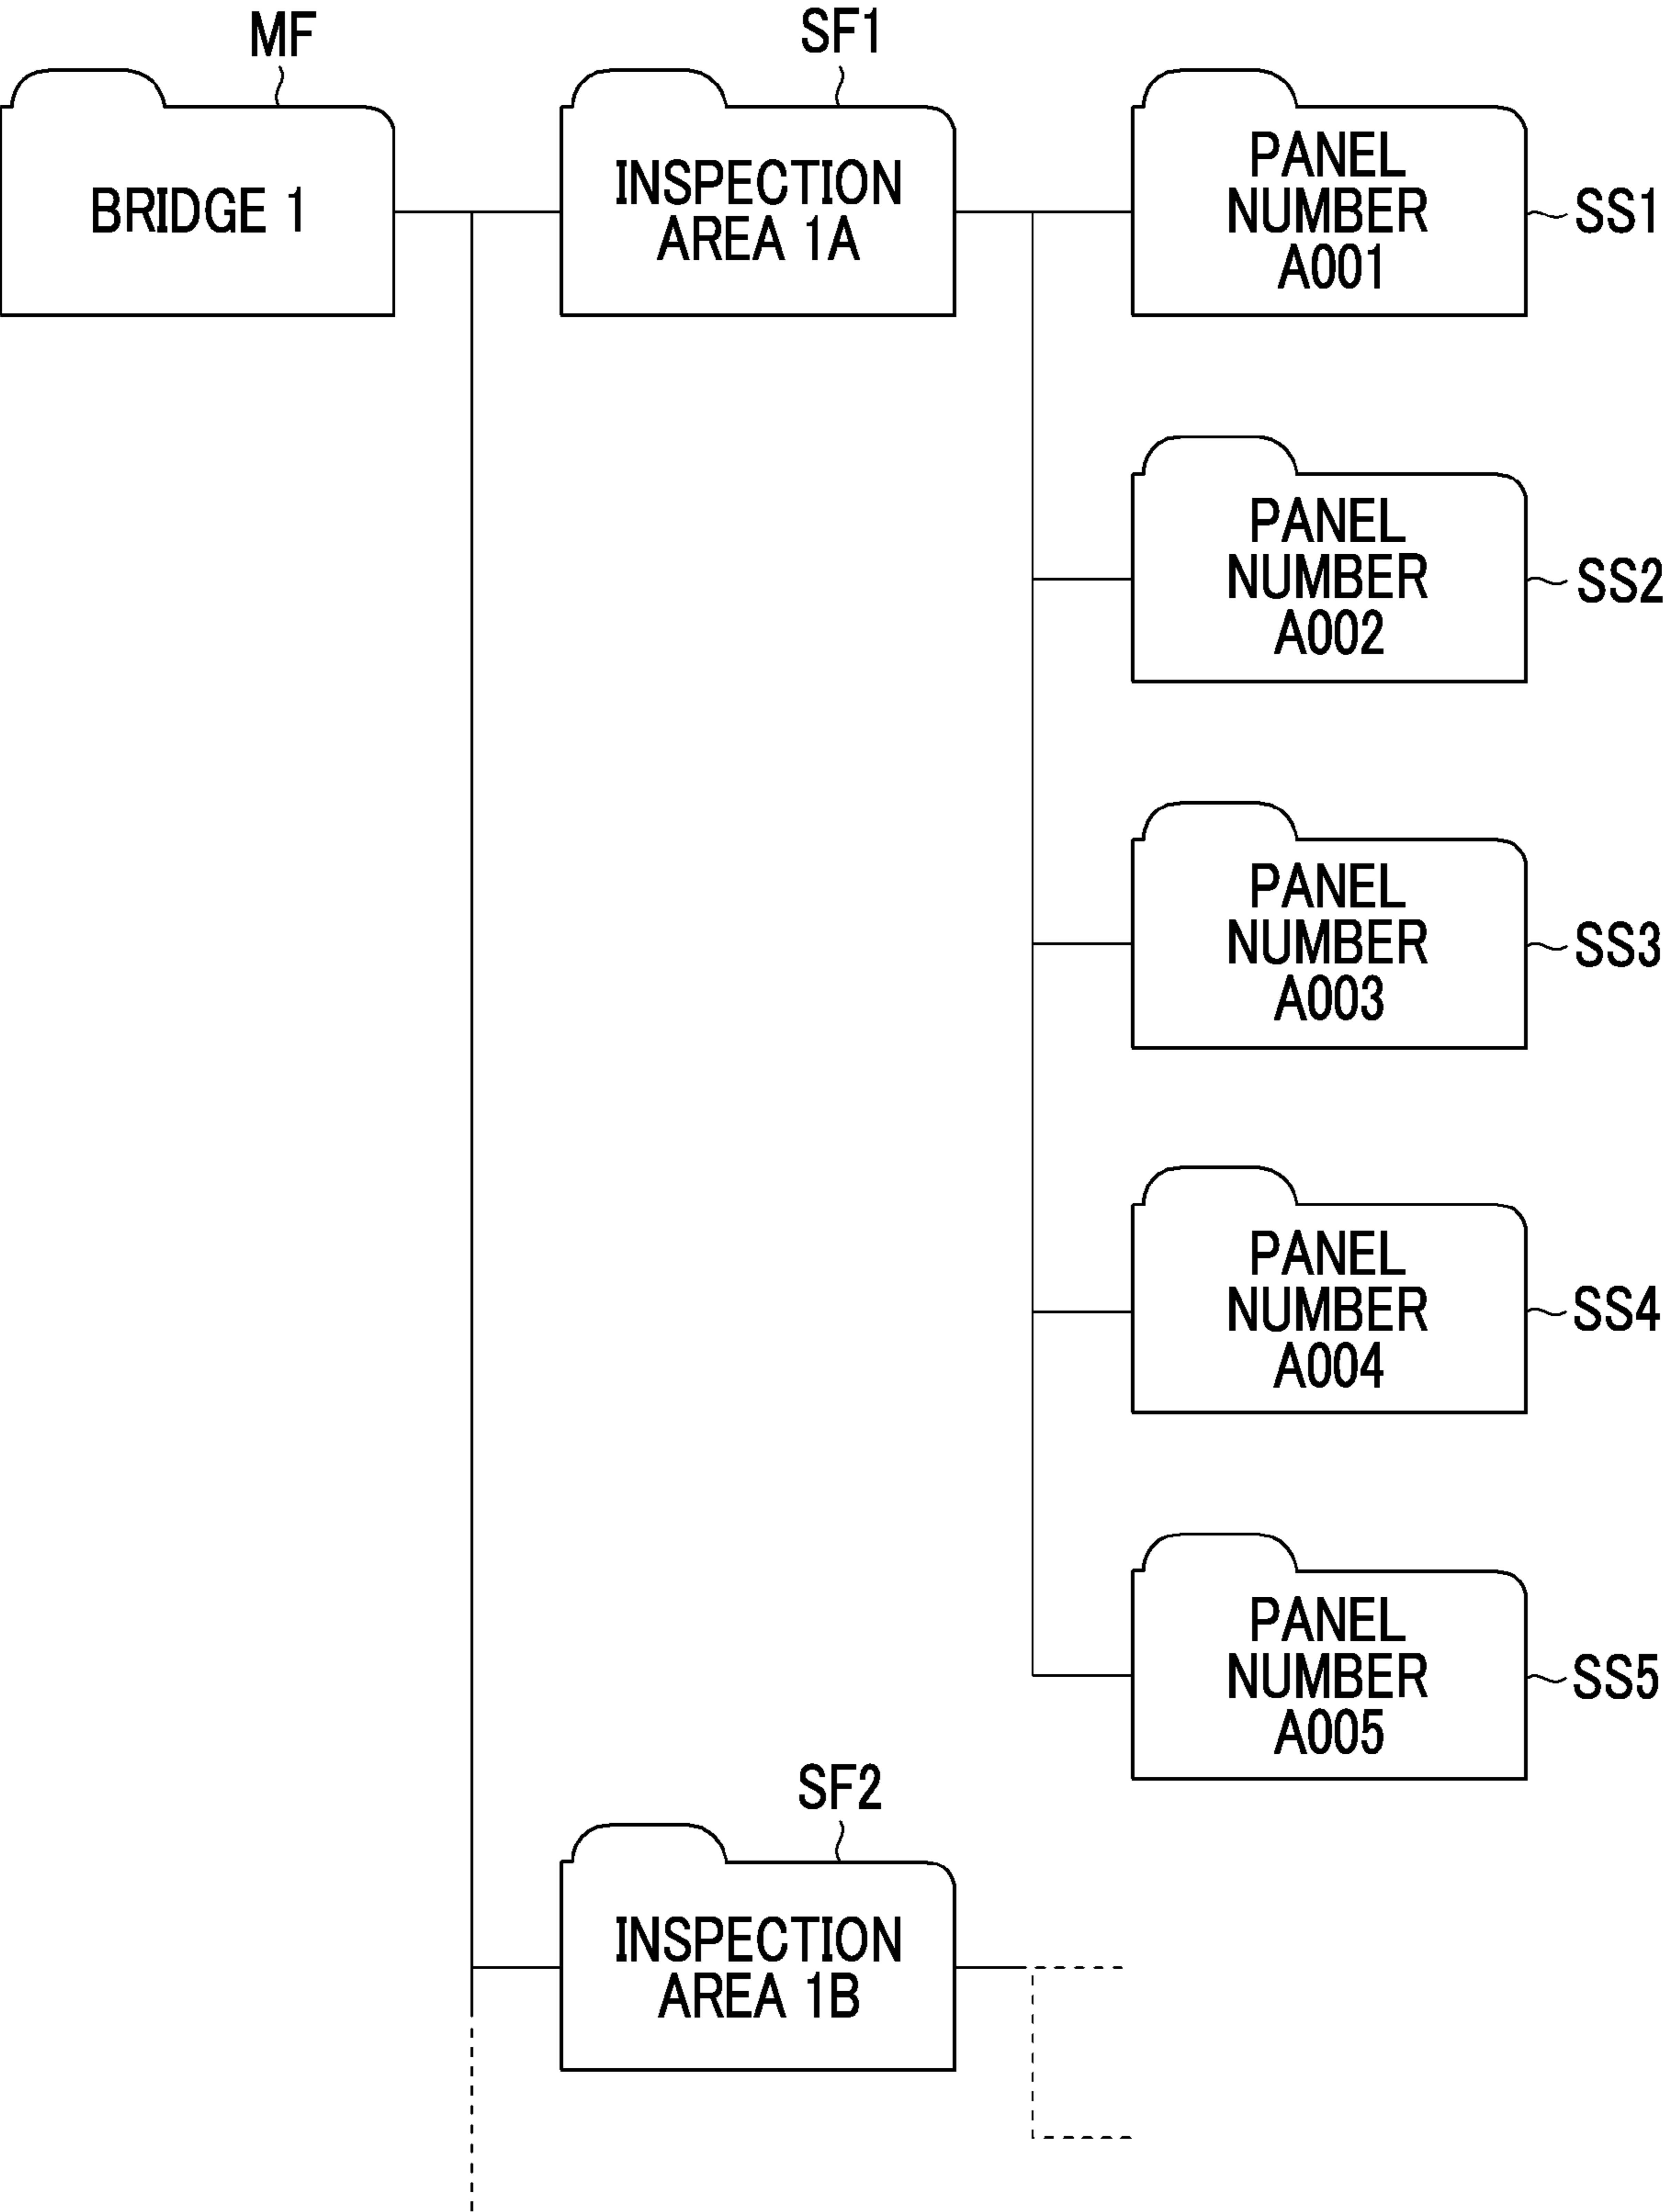 MF
SF1
BRIDGE 1
INSPECTION
AREA 1A
PANEL
NUMBER
A001
SS1
PANEL
NUMBER
A002
SS2
PANEL
NUMBER
A003
SS3
PANEL
NUMBER
A004
SS4
PANEL
NUMBER
A005
SS5
SF2
INSPECTION
AREA 1B